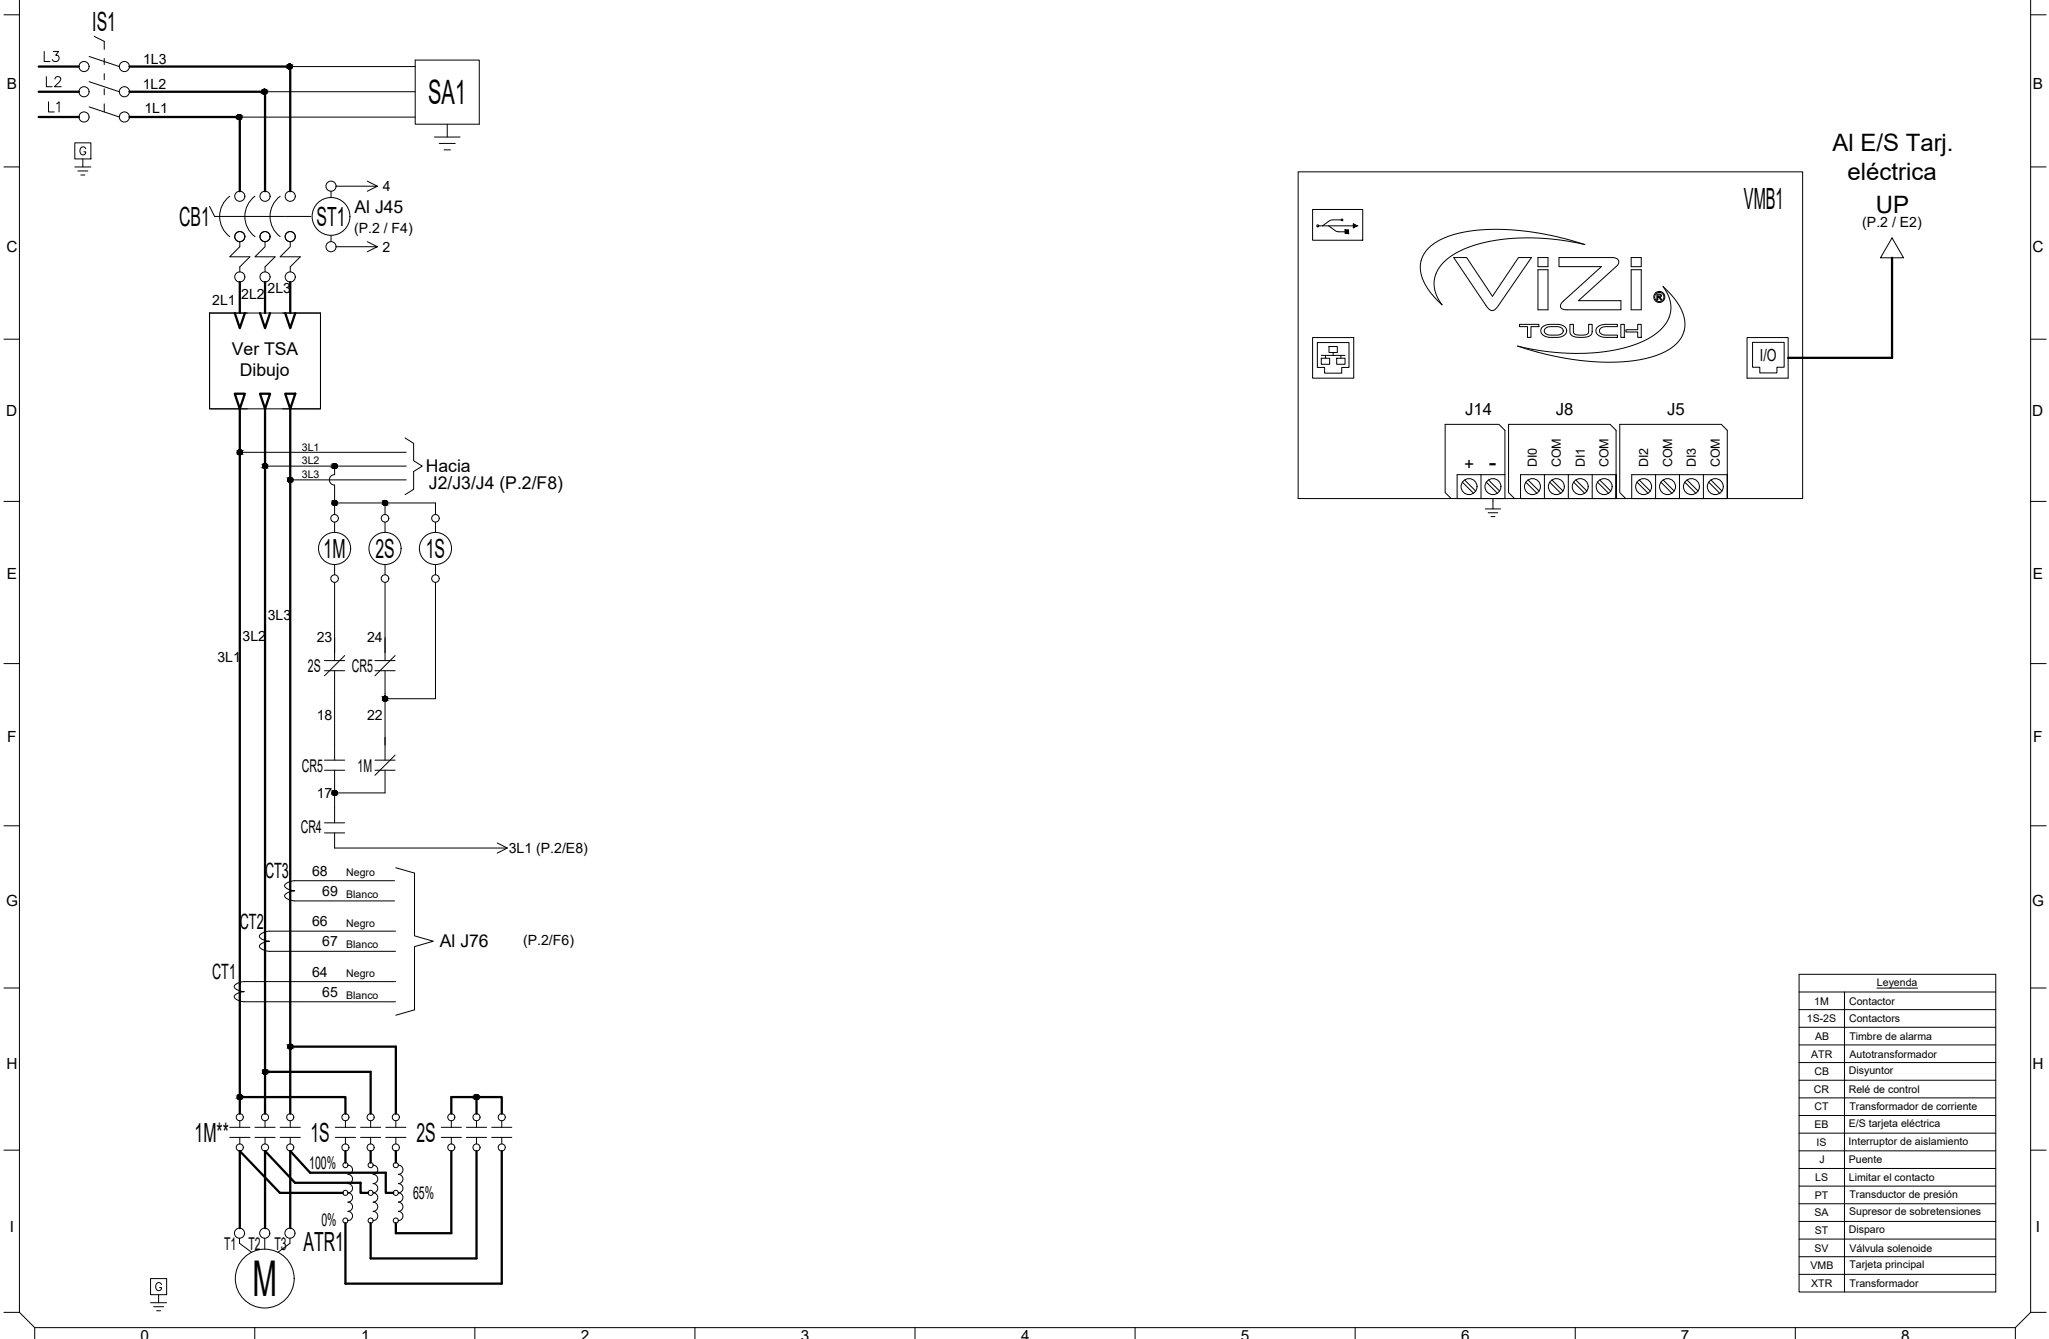 IS1
L3 1L3
L2 1L2
L1 1L1
SA1
G
B
B
CB1
ST1
4
Al J45
(P.2 / F4)
2
C
C
2L1 2L2 2L3
Ver TSA
Dibujo
D
D
3L1
3L2
3L3
Hacia
J2/J3/J4 (P.2/F8)
1M 2S 1S
E
E
3L3
3L2
3L1
23 24
2S CR5
18 22
F
F
CR5 1M
17
CR4
3L1 (P.2/E8)
CT3 68 Negro
69 Blanco
G
G
CT2 66 Negro
67 Blanco
Al J76 (P.2/F6)
CT1 64 Negro
65 Blanco
H
H
1M** 1S 2S
100%
65%
0%
I
I
T1 T2 T3 ATR1
M
G
Al E/S Tarj.
eléctrica
UP
(P.2 / E2)
VMB1
ViZi®
TOUCH
I/O
J14 J8 J5
+ - DI0 COM DI1 COM DI2 COM DI3 COM
Leyenda
1M Contactor
1S-2S Contactors
AB Timbre de alarma
ATR Autotransformador
CB Disyuntor
CR Relé de control
CT Transformador de corriente
EB E/S tarjeta eléctrica
IS Interruptor de aislamiento
J Puente
LS Limitar el contacto
PT Transductor de presión
SA Supresor de sobretensiones
ST Disparo
SV Válvula solenoide
VMB Tarjeta principal
XTR Transformador
0 1 2 3 4 5 6 7 8